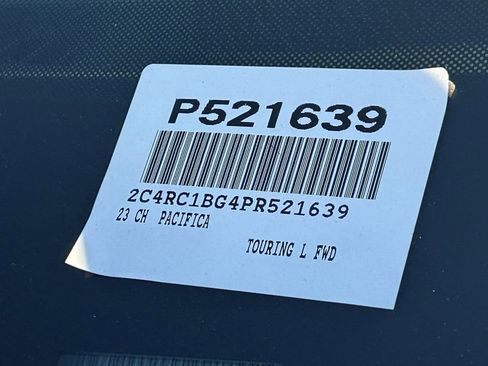 P521639
2C4RC1BG4PR521639
23 CH PACIFICA
TOURING L FWD